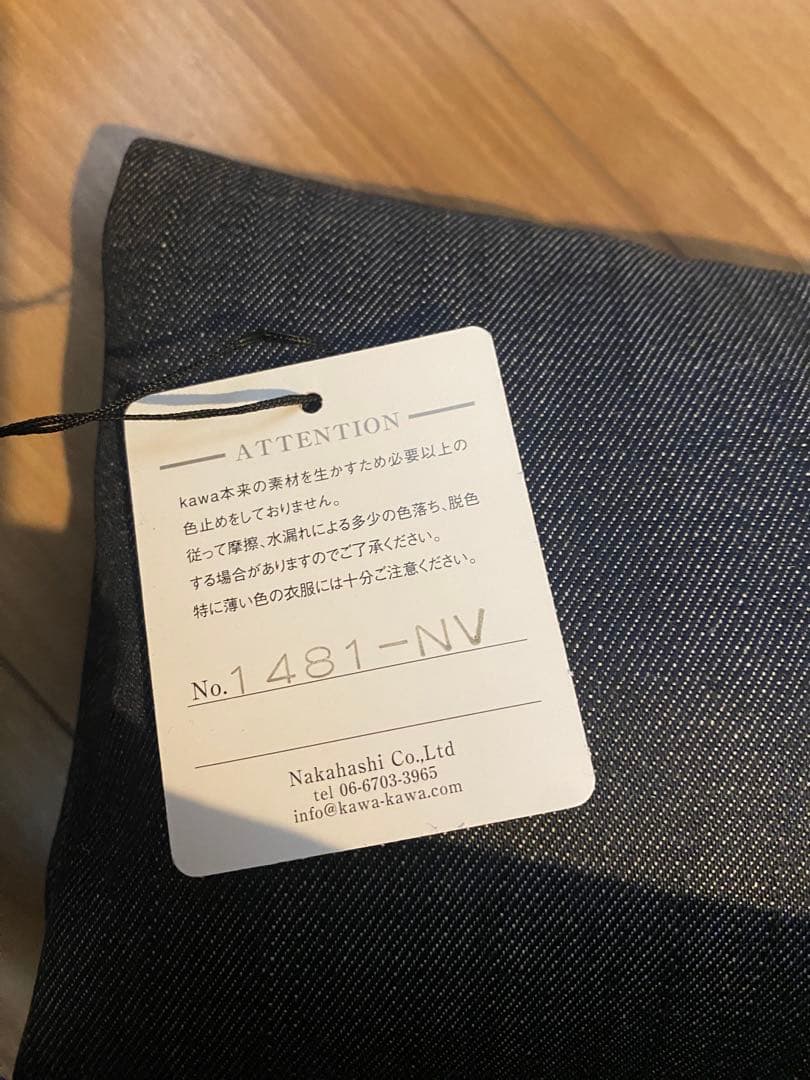 ATTENTION
kawa本来の素材を生かすため必要以上の
色止めをしておりません。
従って摩擦、水漏れによる多少の色落ち、脱色
する場合がありますのでご了承ください。
特に薄い色の衣服には十分ご注意ください。
No.1481-NV
Nakahashi Co.,Ltd
tel 06-6703-3965
info@kawa-kawa.com